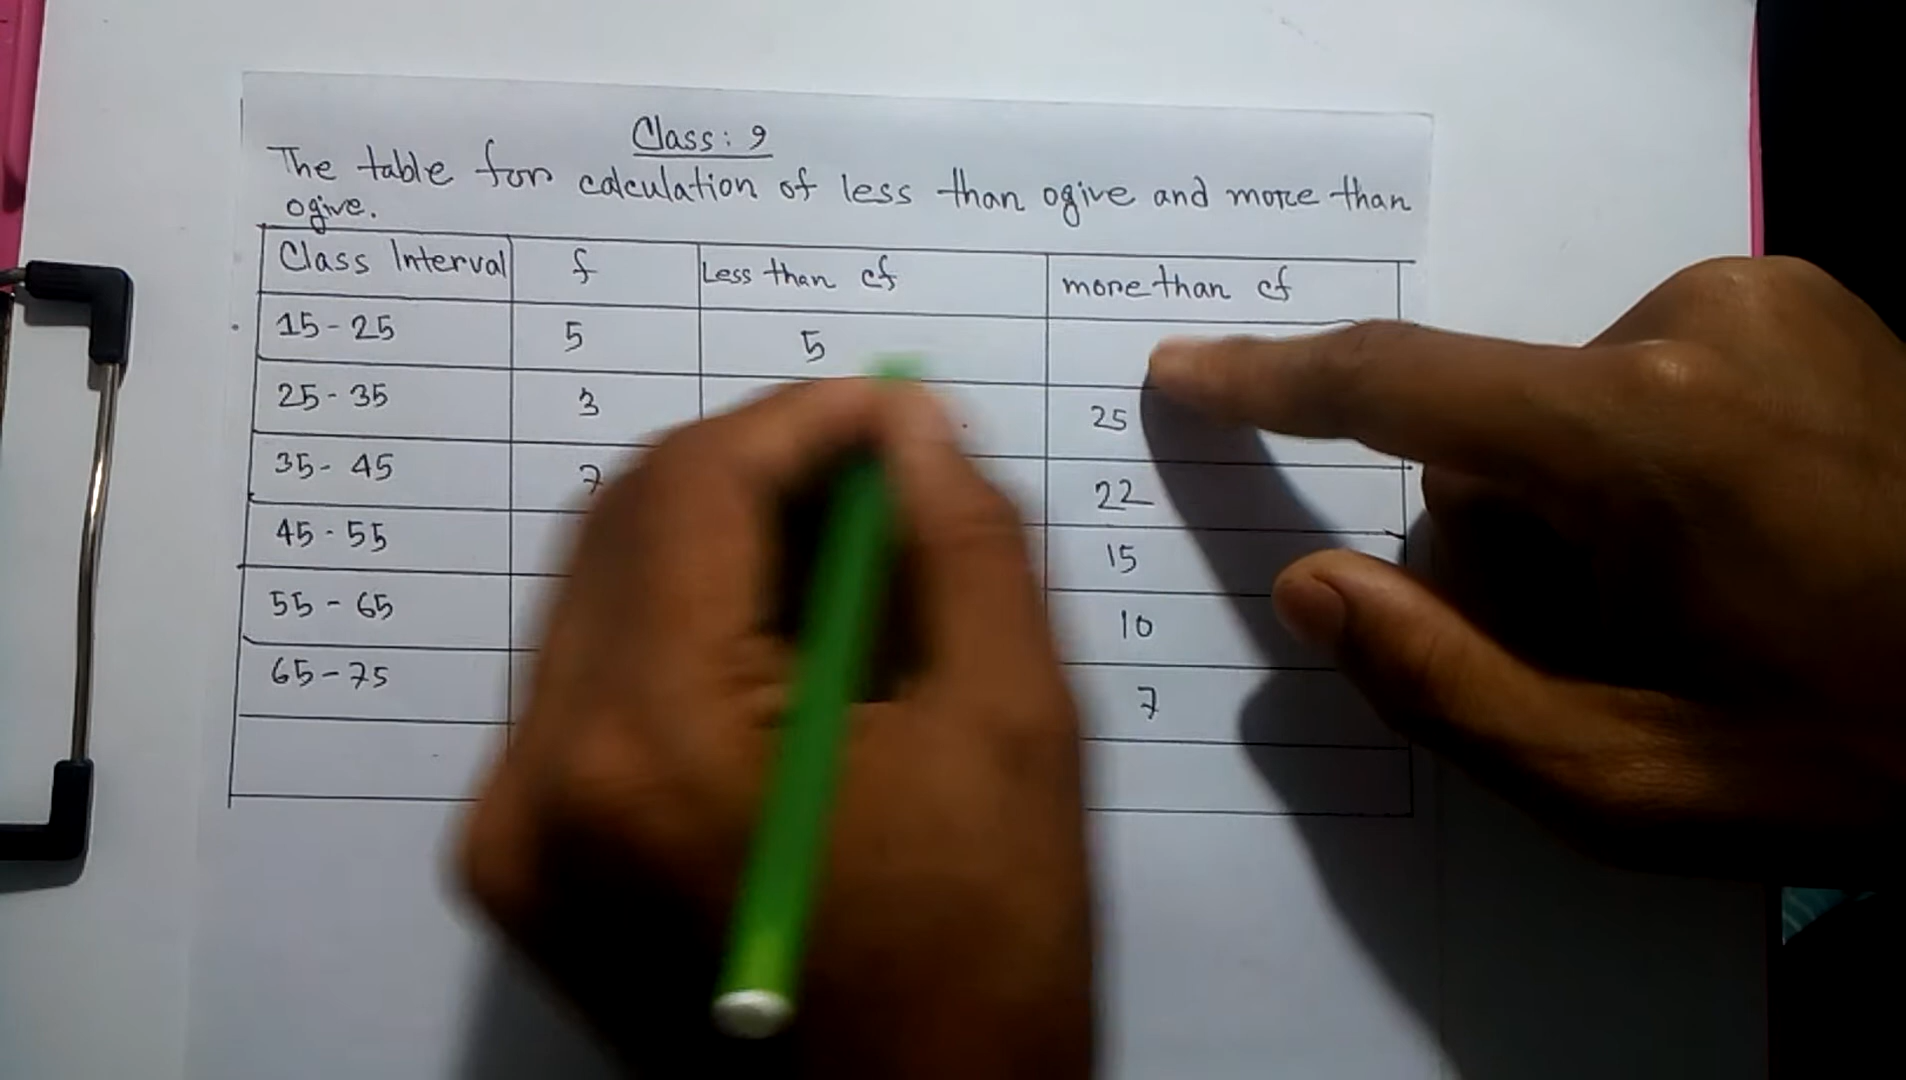 Class: 9
The table for calculation of less than ogive and more than
ogive.
Class Interval f Less than cf more than cf
15-25 5 5
25-35 3 25
35-45 7 22
45-55 15
55-65 10
65-75 7